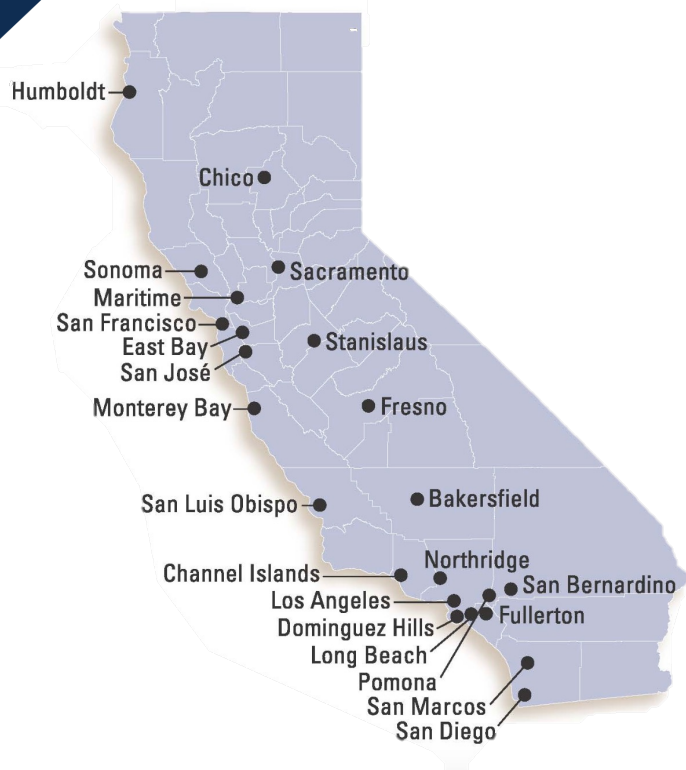 Humboldt
Chico
Sonoma
Sacramento
Maritime
San Francisco
East Bay
Stanislaus
San José
Monterey Bay
Fresno
San Luis Obispo
Bakersfield
Northridge
Channel Islands
San Bernardino
Los Angeles
Fullerton
Dominguez Hills
Long Beach
Pomona
San Marcos
San Diego